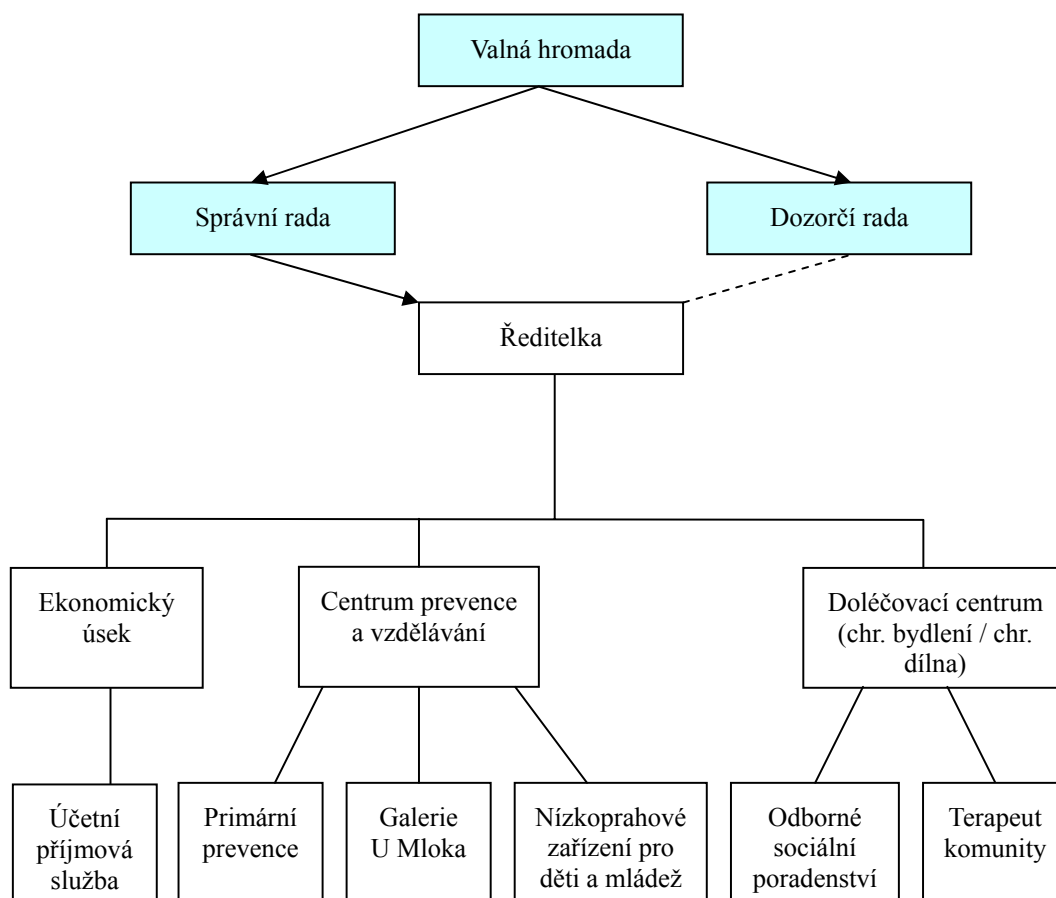 Valná hromada
Správní rada
Dozorčí rada
Ředitelka
Ekonomický
úsek
Centrum prevence
a vzdělávání
Doléčovací centrum
(chr. bydlení / chr.
dílna)
Účetní
příjmová
služba
Primární
prevence
Galerie
U Mloka
Nízkoprahové
zařízení pro
děti a mládež
Odborné
sociální
poradenství
Terapeut
komunity